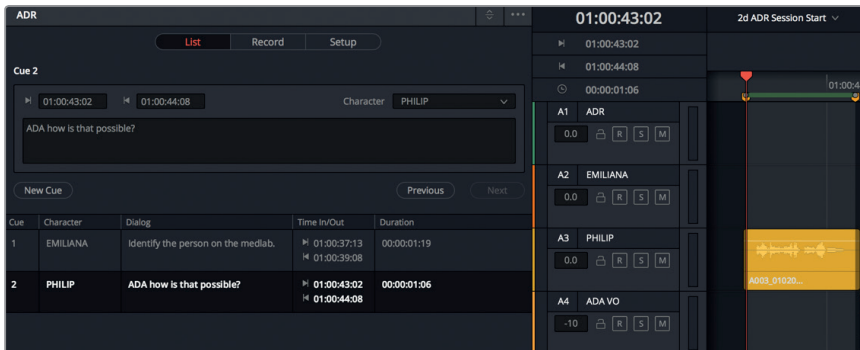 ADR
List Record Setup
Cue 2
01:00:43:02 01:00:44:08 Character PHILIP
ADA how is that possible?
New Cue Previous Next
Cue Character Dialog Time In/Out Duration
1 EMILIANA Identify the person on the medlab. 01:00:37:13 00:00:01:19
01:00:39:08
2 PHILIP ADA how is that possible? 01:00:43:02 00:00:01:06
01:00:44:08
01:00:43:02 2d ADR Session Start
01:00:43:02
01:00:44:08
00:00:01:06
01:00:4
A1 ADR
0.0 R S M
A2 EMILIANA
0.0 R S M
A3 PHILIP
0.0 R S M
A003_01020...
A4 ADA VO
-10 R S M